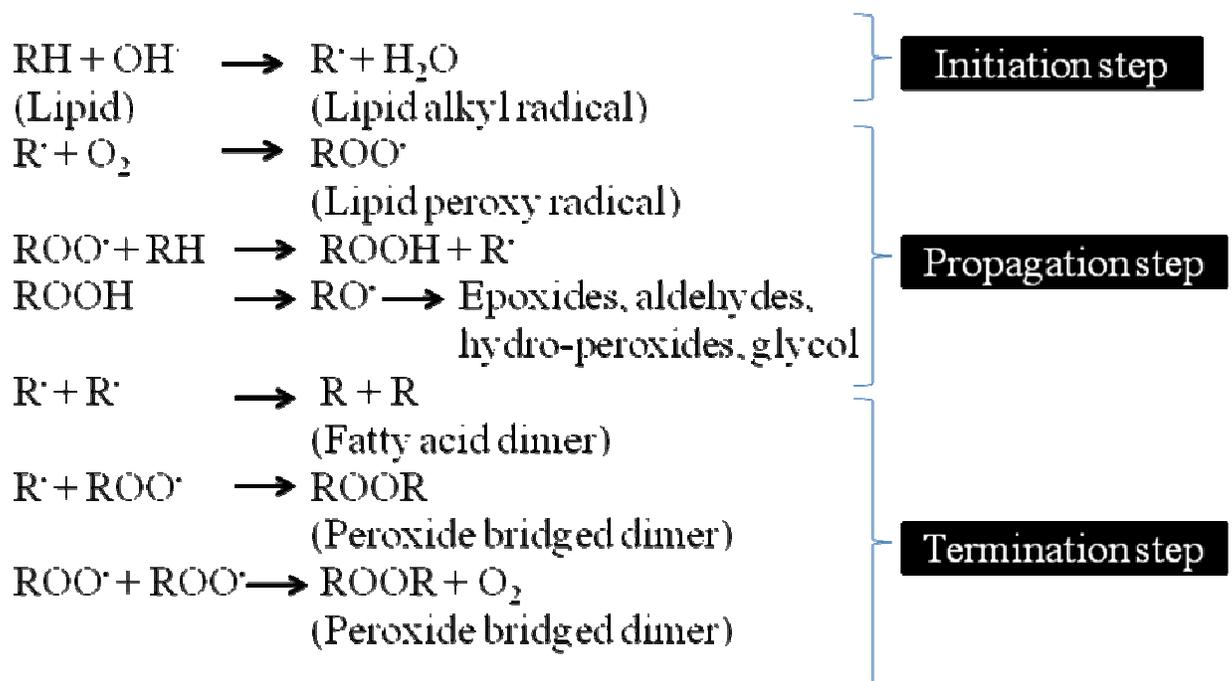 RH + OH· → R· + H₂O
Initiation step
(Lipid) (Lipid alkyl radical)
R· + O₂ → ROO·
(Lipid peroxy radical)
ROO· + RH → ROOH + R·
Propagation step
ROOH → RO· → Epoxides, aldehydes,
hydro-peroxides, glycol
R· + R· → R + R
(Fatty acid dimer)
R· + ROO· → ROOR
(Peroxide bridged dimer)
Termination step
ROO· + ROO· → ROOR + O₂
(Peroxide bridged dimer)